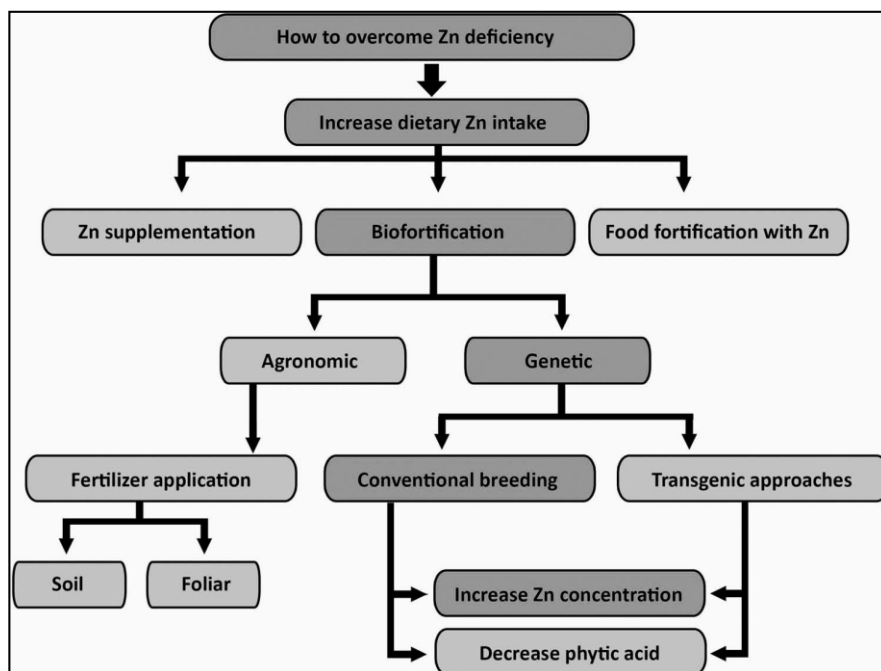 How to overcome Zn deficiency
Increase dietary Zn intake
Zn supplementation
Biofortification
Food fortification with Zn
Agronomic
Genetic
Fertilizer application
Conventional breeding
Transgenic approaches
Soil
Foliar
Increase Zn concentration
Decrease phytic acid